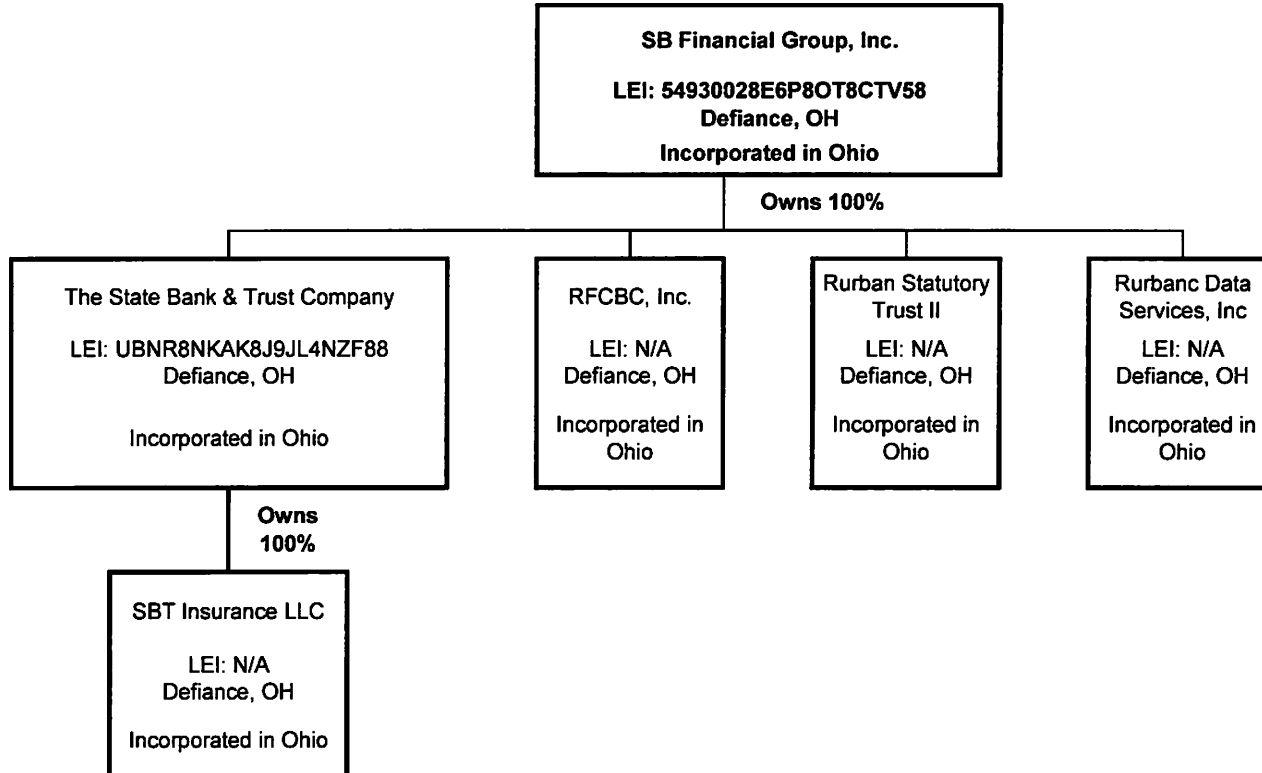 SB Financial Group, Inc.
LEI: 54930028E6P8OT8CTV58
Defiance, OH
Incorporated in Ohio
Owns 100%
The State Bank & Trust Company
LEI: UBNR8NKAK8J9JL4NZF88
Defiance, OH
Incorporated in Ohio
RFCBC, Inc.
LEI: N/A
Defiance, OH
Incorporated in
Ohio
Rurban Statutory
Trust II
LEI: N/A
Defiance, OH
Incorporated in
Ohio
Rurbanc Data
Services, Inc
LEI: N/A
Defiance, OH
Incorporated in
Ohio
Owns
100%
SBT Insurance LLC
LEI: N/A
Defiance, OH
Incorporated in Ohio